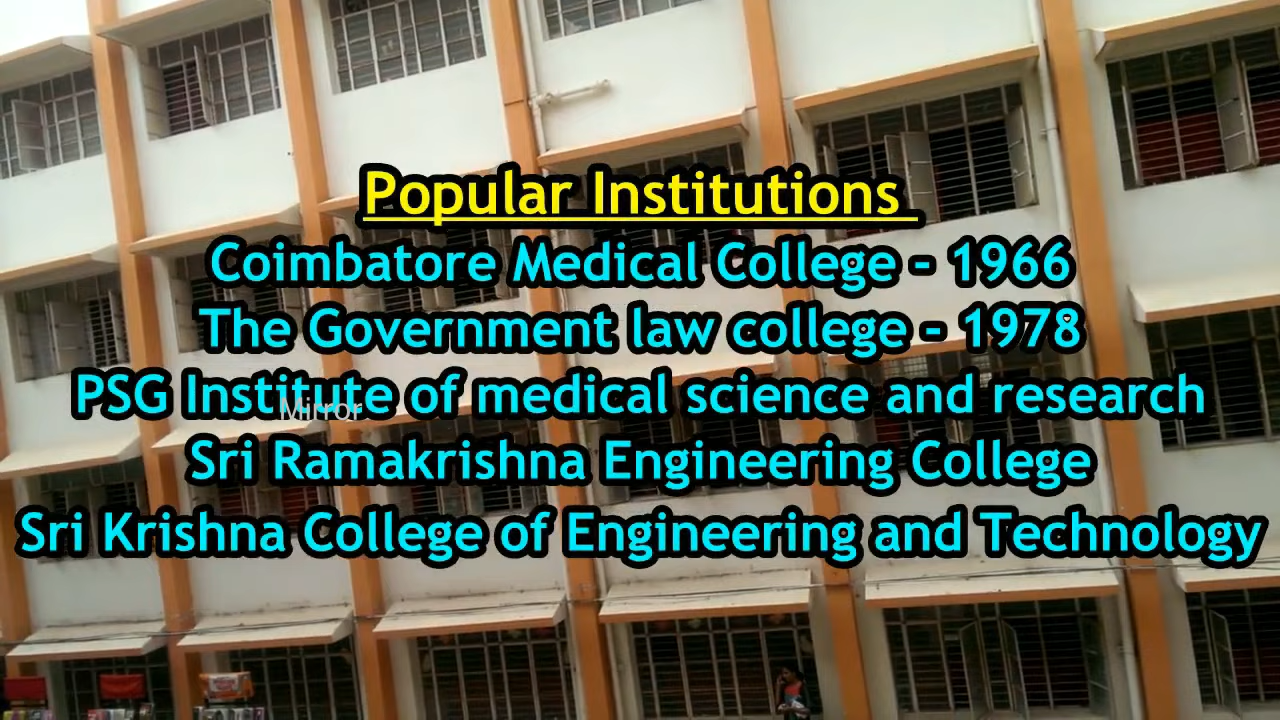 Popular Institutions
Coimbatore Medical College - 1966
The Government law college - 1978
PSG Institute of medical science and research
Mirror
Sri Ramakrishna Engineering College
Sri Krishna College of Engineering and Technology